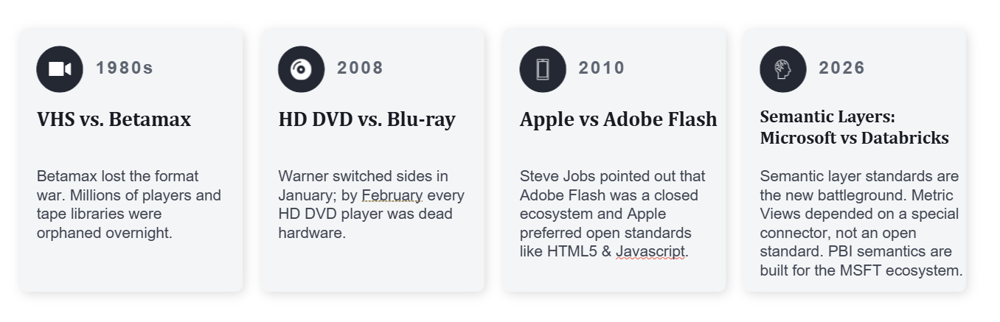 1980s
VHS vs. Betamax
Betamax lost the format
war. Millions of players and
tape libraries were
orphaned overnight.
2008
HD DVD vs. Blu-ray
Warner switched sides in
January; by February every
HD DVD player was dead
hardware.
2010
Apple vs Adobe Flash
Steve Jobs pointed out that
Adobe Flash was a closed
ecosystem and Apple
preferred open standards
like HTML5 & Javascript.
2026
Semantic Layers:
Microsoft vs Databricks
Semantic layer standards are
the new battleground. Metric
Views depended on a special
connector, not an open
standard. PBI semantics are
built for the MSFT ecosystem.